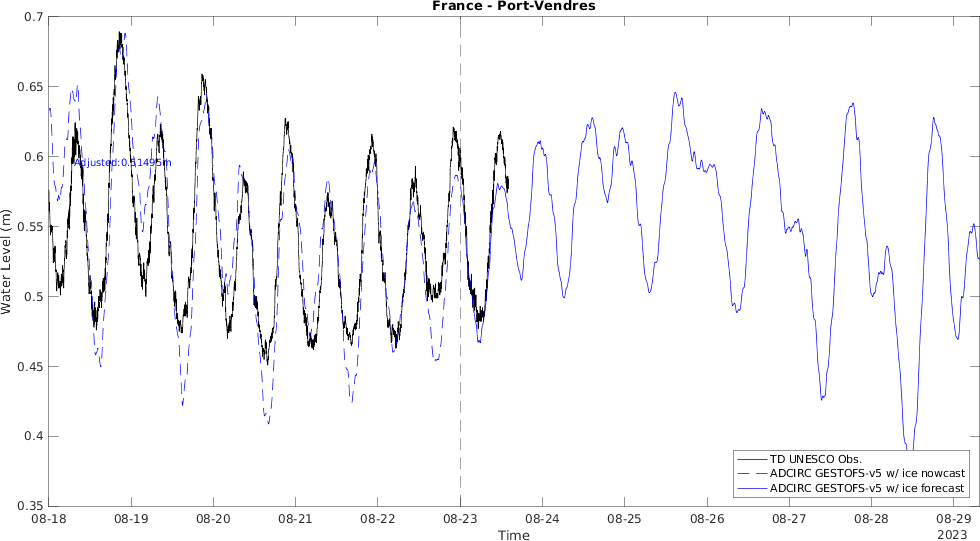 France - Port-Vendres
0.7
0.65
0.6
0.55
0.5
0.45
0.4
0.35
Water Level (m)
Adjusted:0.51495m
TD UNESCO Obs.
ADCIRC GESTOFS-v5 w/ ice nowcast
ADCIRC GESTOFS-v5 w/ ice forecast
08-18 08-19 08-20 08-21 08-22 08-23 08-24 08-25 08-26 08-27 08-28 08-29
2023
Time